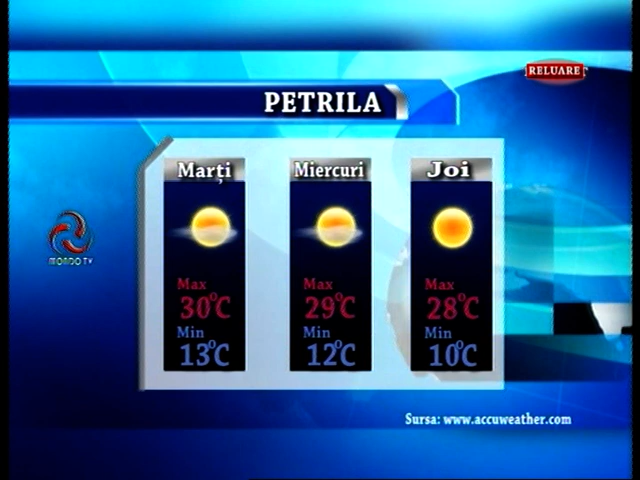 RELUARE
PETRILA
Marți
Miercuri
Joi
Max
30°C
Min
13°C
Max
29°C
Min
12°C
Max
28°C
Min
10°C
MONDO TV
Sursa: www.accuweather.com